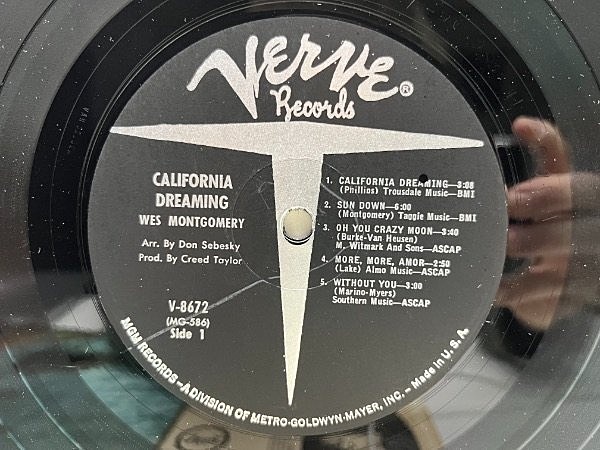 Verve®
Records
CALIFORNIA
DREAMING
WES MONTGOMERY
Arr. By Don Sebesky
Prod. By Creed Taylor
V-8672
(MG-586)
Side 1
1. CALIFORNIA DREAMING—3:08
(Phillips) Trousdale Music—BMI
2. SUN DOWN—6:00
(Montgomery) Taggie Music—BMI
3. OH YOU CRAZY MOON—3:40
(Burke-Van Heusen)
M. Witmark And Sons—ASCAP
4. MORE, MORE, AMOR—2:50
(Lake) Almo Music—ASCAP
5. WITHOUT YOU—3:00
(Marino-Myers)
Southern Music—ASCAP
MGM RECORDS—A DIVISION OF METRO-GOLDWYN-MAYER, INC.—Made in U. S. A.